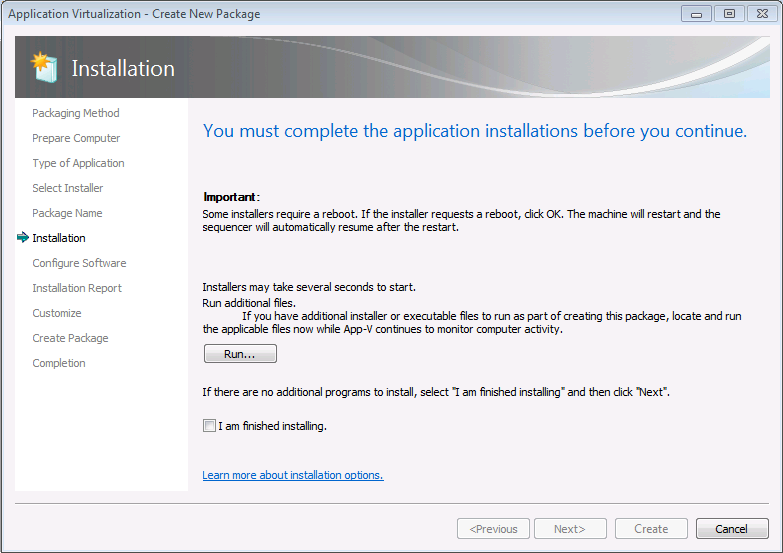 Application Virtualization - Create New Package
Installation
Packaging Method
Prepare Computer
Type of Application
Select Installer
Package Name
Installation
Configure Software
Installation Report
Customize
Create Package
Completion
You must complete the application installations before you continue.
Important:
Some installers require a reboot. If the installer requests a reboot, click OK. The machine will restart and the
sequencer will automatically resume after the restart.
Installers may take several seconds to start.
Run additional files.
If you have additional installer or executable files to run as part of creating this package, locate and run
the applicable files now while App-V continues to monitor computer activity.
Run...
If there are no additional programs to install, select "I am finished installing" and then click "Next".
I am finished installing.
Learn more about installation options.
<Previous
Next>
Create
Cancel